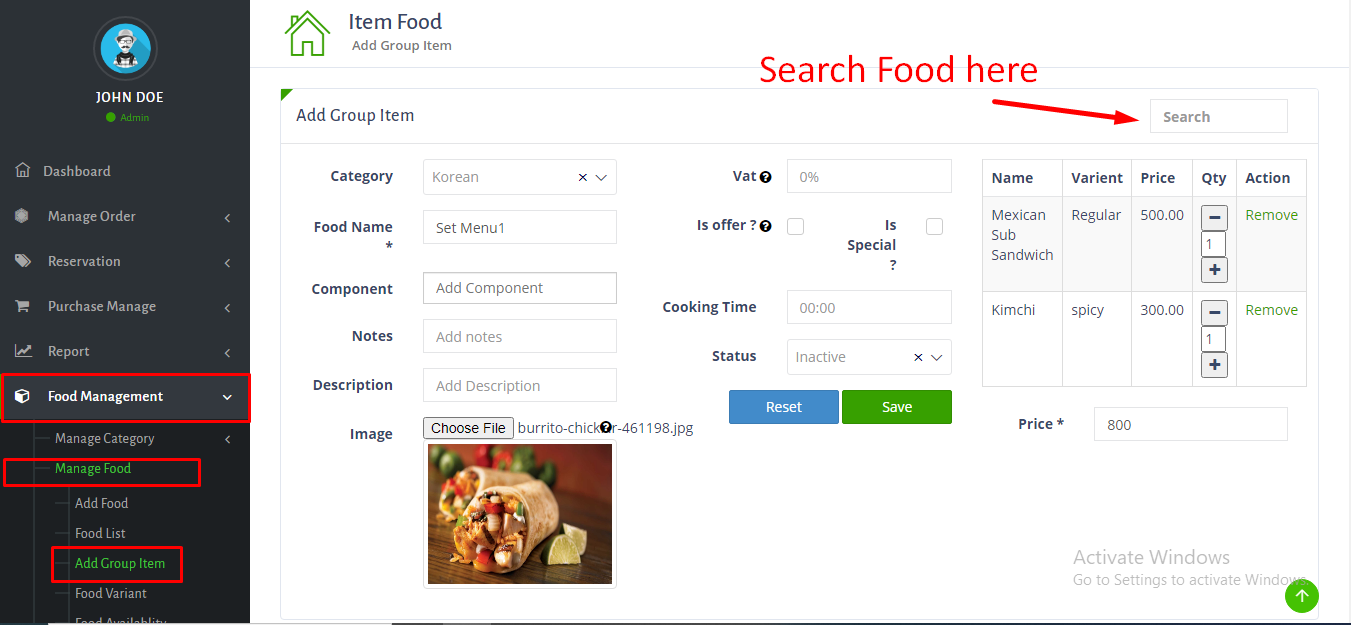 JOHN DOE
Admin
Dashboard
Manage Order
Reservation
Purchase Manage
Report
Food Management
Manage Category
Manage Food
Add Food
Food List
Add Group Item
Food Variant
Food Availablity
Item Food
Add Group Item
Search Food here
Add Group Item
Search
Category
Korean
Food Name
*
Set Menu1
Component
Add Component
Notes
Add notes
Description
Add Description
Image
Choose File
burrito-chick r-461198.jpg
Vat
0%
Is offer ?
Is
Special
?
Cooking Time
00:00
Status
Inactive
Reset
Save
Name Varient Price Qty Action
Mexican
Sub
Sandwich
Regular
500.00
1
Remove
Kimchi
spicy
300.00
1
Remove
Price *
800
Activate Windows
Go to Settings to activate Windows.